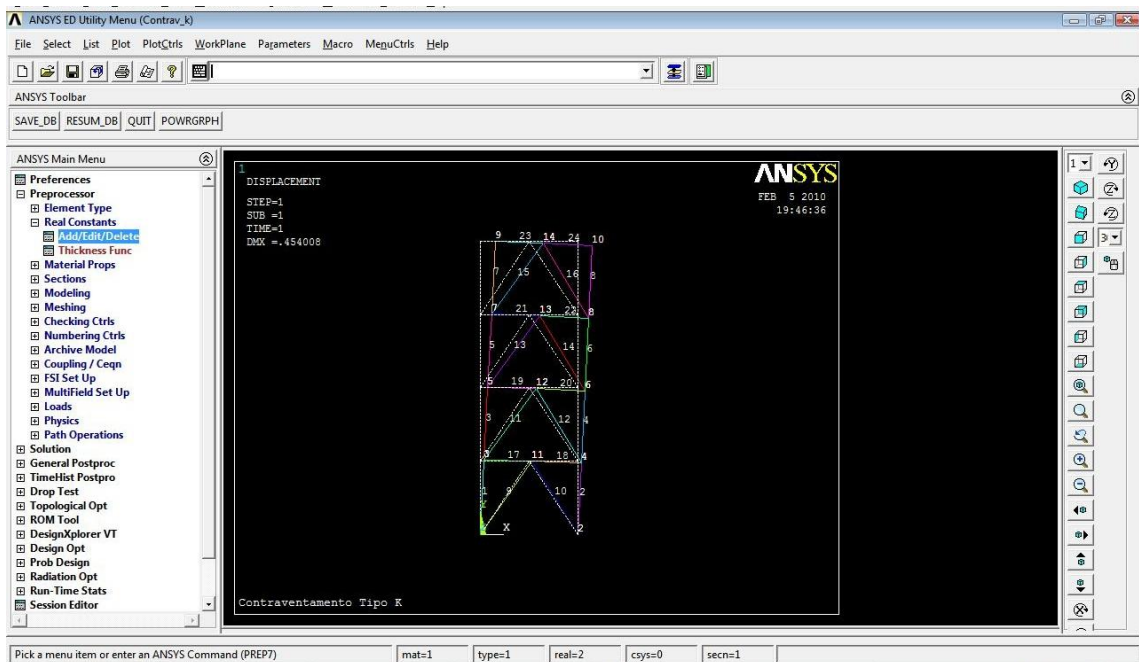 ANSYS ED Utility Menu (Contrav_k)
File Select List Plot PlotCtrls WorkPlane Parameters Macro MenuCtrls Help
ANSYS Toolbar
SAVE_DB RESUM_DB QUIT POWRGRPH
ANSYS Main Menu
Preferences
Preprocessor
Element Type
Real Constants
Add/Edit/Delete
Thickness Func
Material Props
Sections
Modeling
Meshing
Checking Ctrls
Numbering Ctrls
Archive Model
Coupling / Ceqn
FSI Set Up
MultiField Set Up
Loads
Physics
Path Operations
Solution
General Postproc
TimeHist Postpro
Drop Test
Topological Opt
ROM Tool
DesignXplorer VT
Design Opt
Prob Design
Radiation Opt
Run-Time Stats
Session Editor
1
DISPLACEMENT
STEP=1
SUB =1
TIME=1
DMX =.454008
ANSYS
FEB 5 2010
19:46:36
9 23 14 24 10
7 15 16 8
7 21 13 22 8
5 13 14 6
5 19 12 20 6
3 11 12 4
3 17 11 18 4
1 9 10 2
Y
X 2
Contraventamento Tipo K
1
3
Pick a menu item or enter an ANSYS Command (PREP7) mat=1 type=1 real=2 csys=0 secn=1